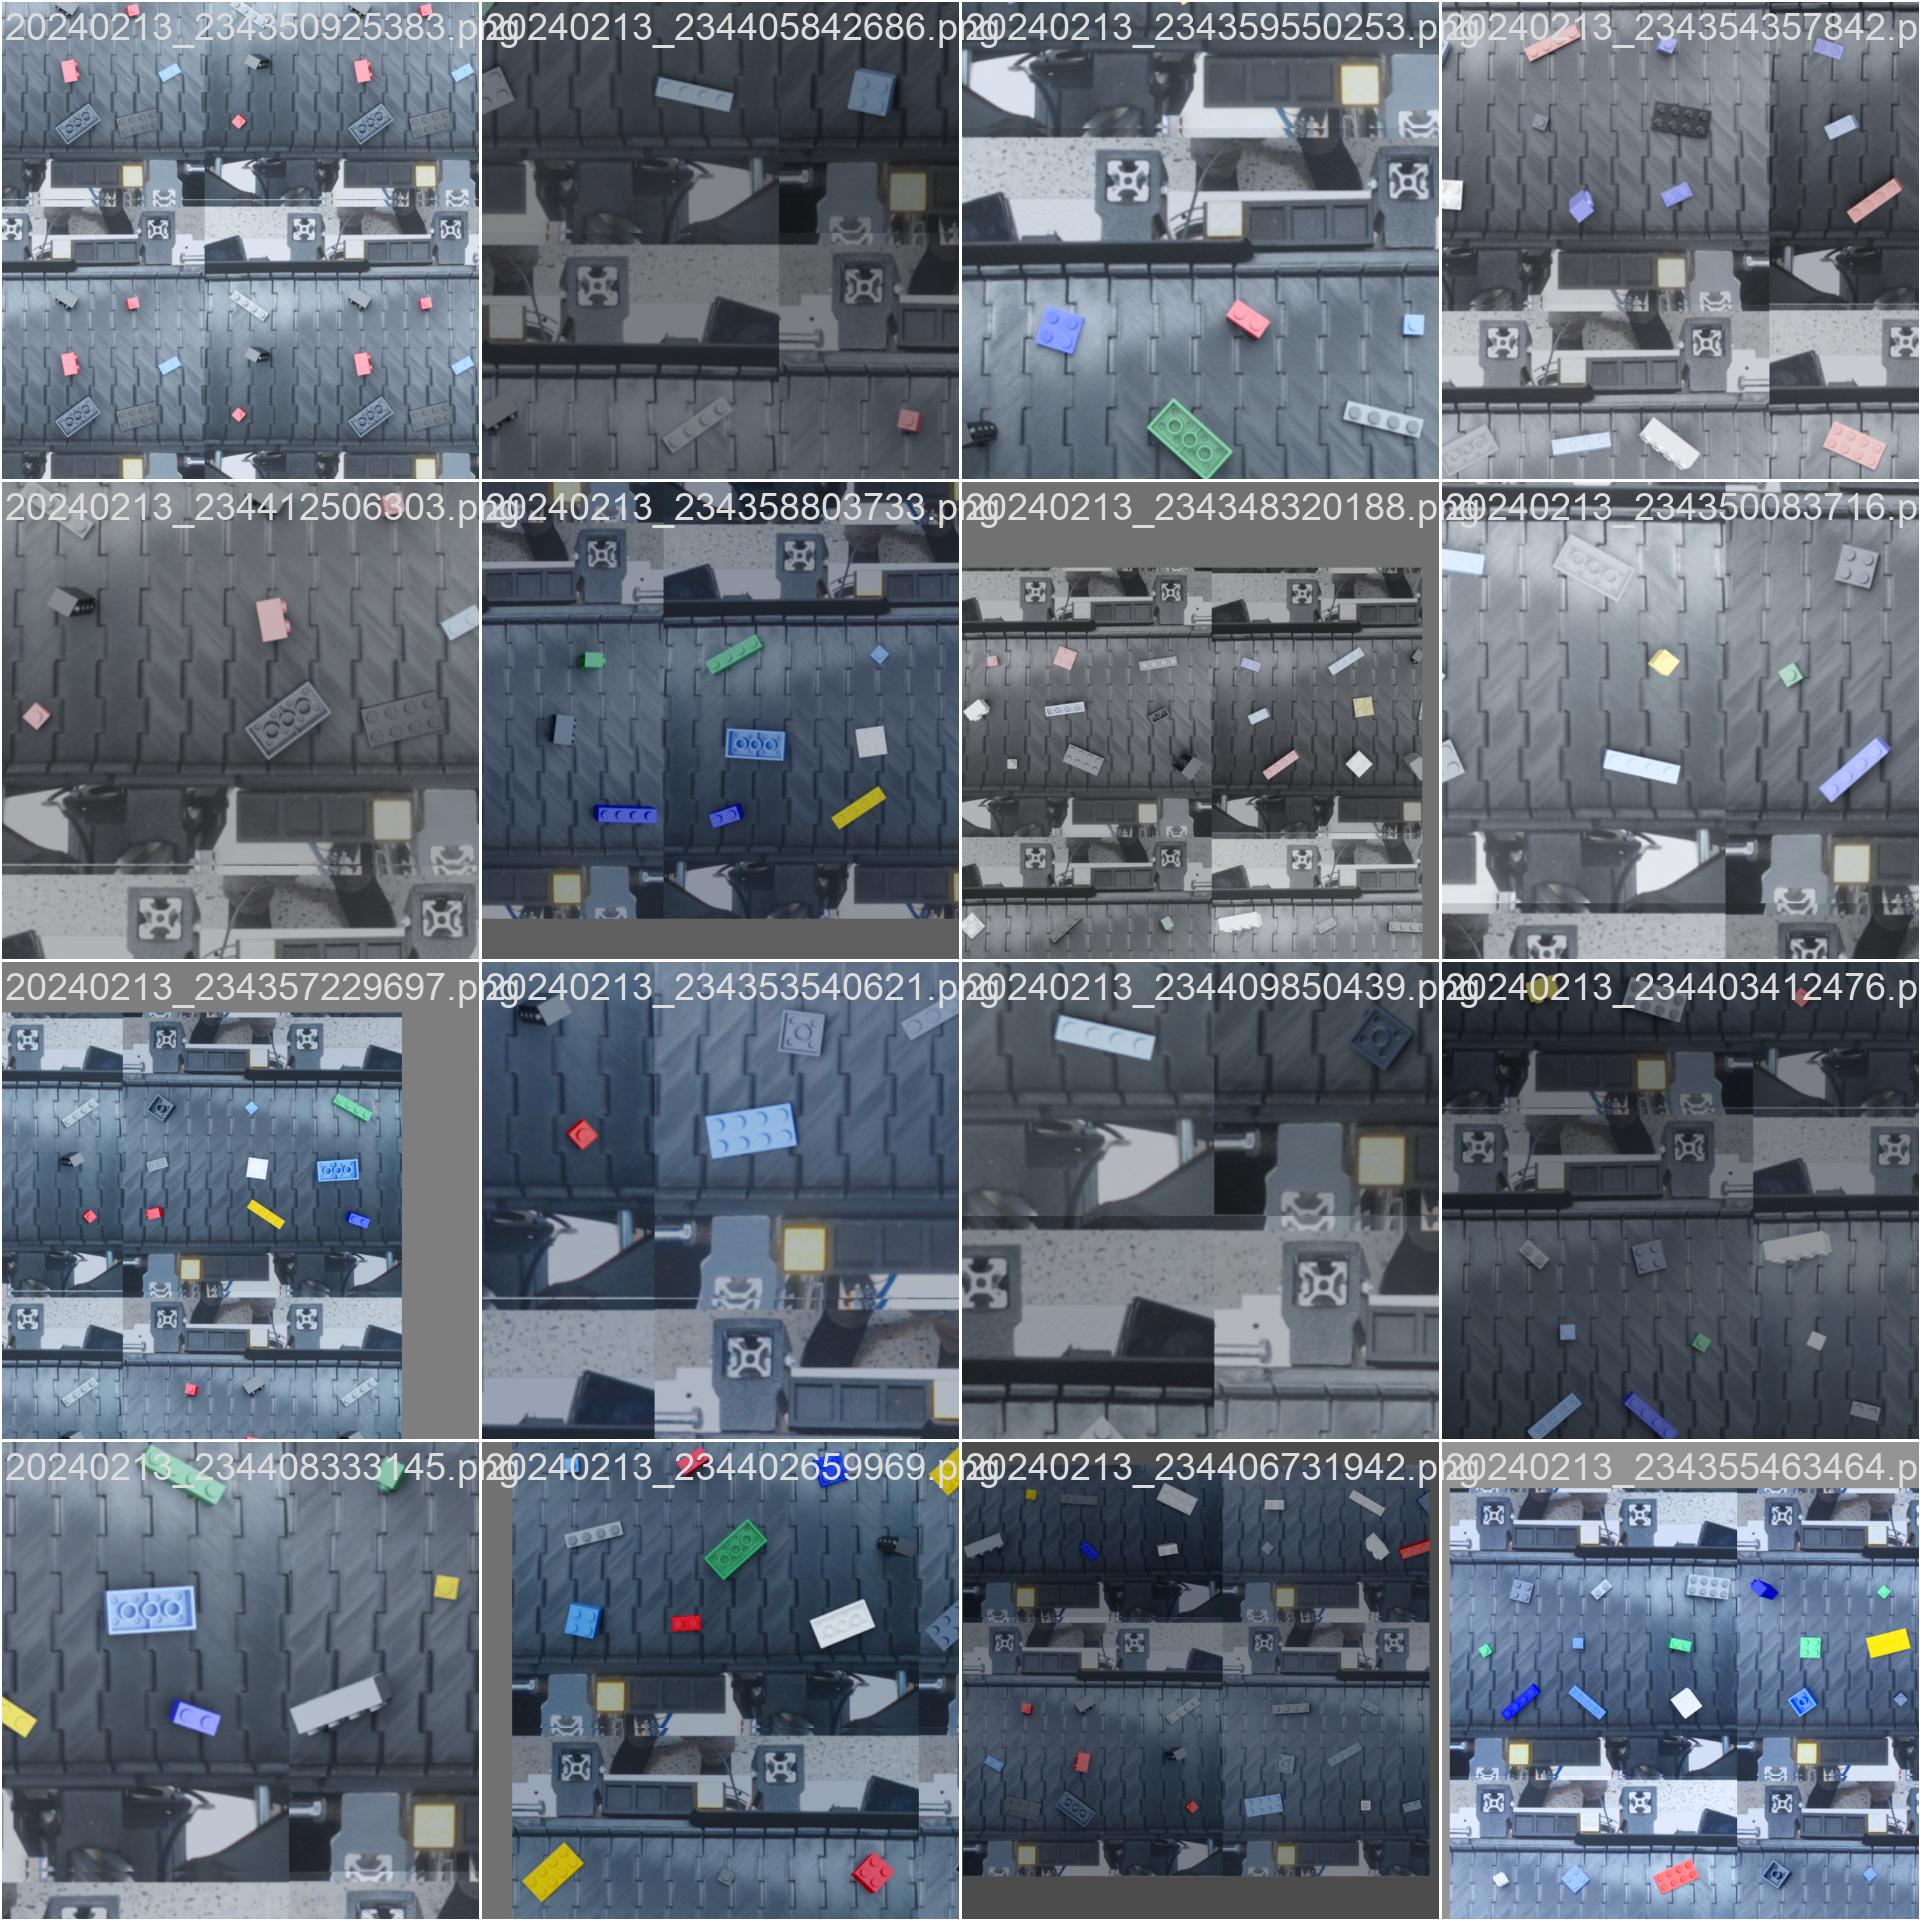 20240213_234350925383.png
20240213_234405842686.png
20240213_234359550253.png
20240213_234354357842.p
20240213_234412506303.png
20240213_234358803733.png
20240213_234348320188.png
20240213_234350083716.p
20240213_234357229697.png
20240213_234353540621.png
20240213_234409850439.png
20240213_234403412476.p
20240213_234408333145.png
20240213_234402659969.png
20240213_234406731942.png
20240213_234355463464.p